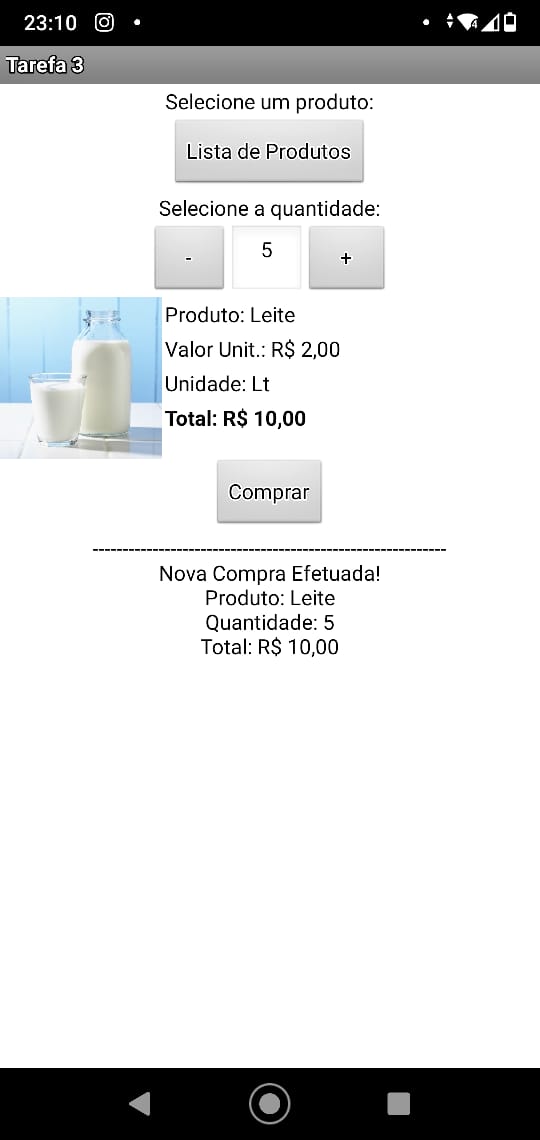 23:10
Tarefa 3
Selecione um produto:
Lista de Produtos
Selecione a quantidade:
- 5 +
Produto: Leite
Valor Unit.: R$ 2,00
Unidade: Lt
Total: R$ 10,00
Comprar
-----------------------------------------------------------
Nova Compra Efetuada!
Produto: Leite
Quantidade: 5
Total: R$ 10,00